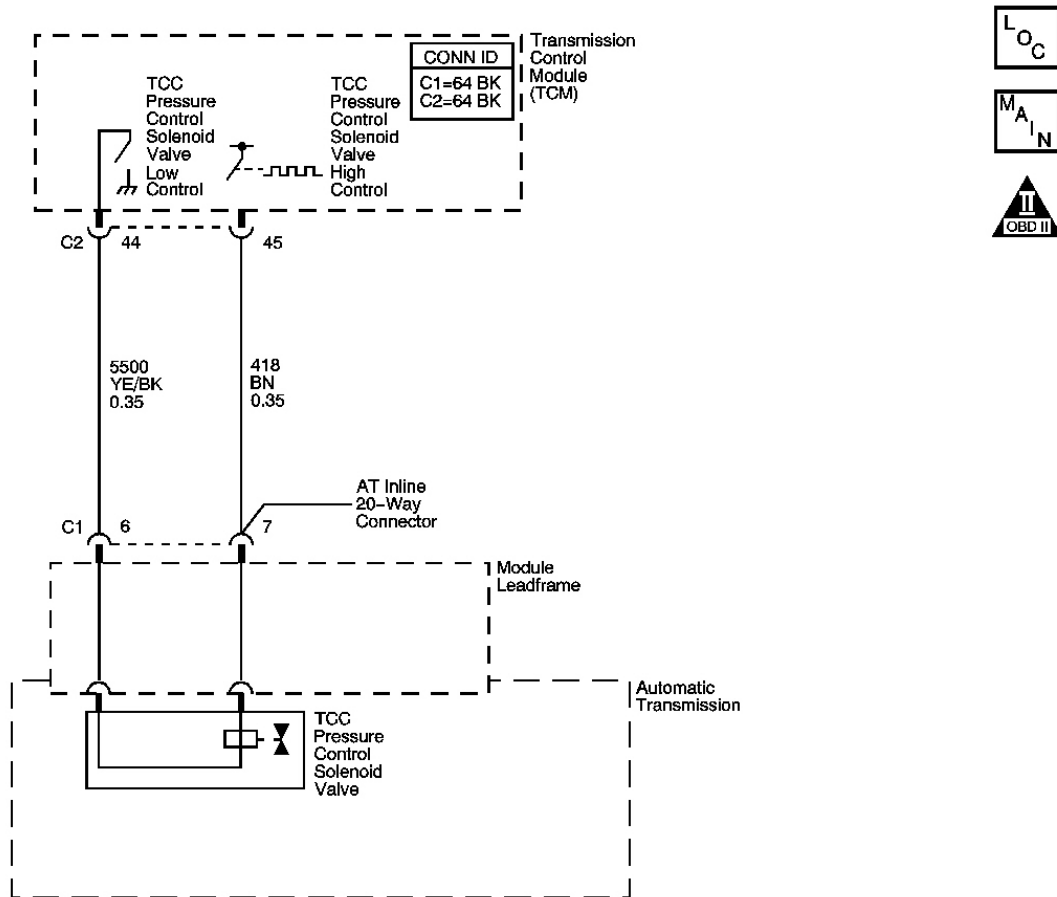 Transmission
Control
Module
(TCM)
CONN ID
C1=64 BK
C2=64 BK
TCC
Pressure
Control
Solenoid
Valve
Low
Control
TCC
Pressure
Control
Solenoid
Valve
High
Control
C2
44
45
5500
YE/BK
0.35
418
BN
0.35
AT Inline
20-Way
Connector
C1
6
7
Module
Leadframe
Automatic
Transmission
TCC
Pressure
Control
Solenoid
Valve
LOC
MAIN
II
OBD II